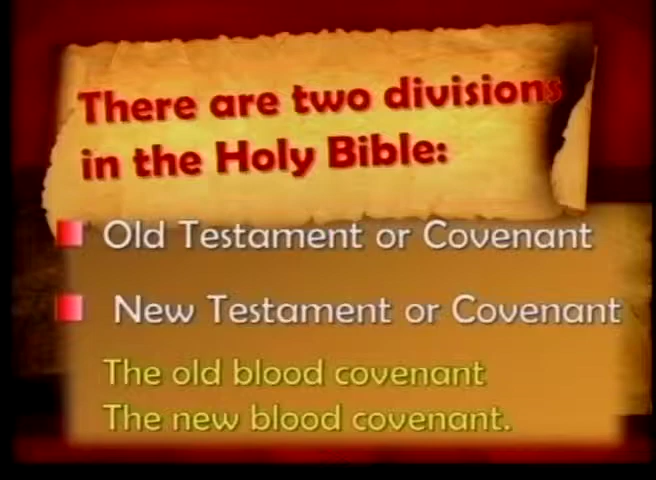 There are two divisions
in the Holy Bible:
Old Testament or Covenant
New Testament or Covenant
The old blood covenant
The new blood covenant.